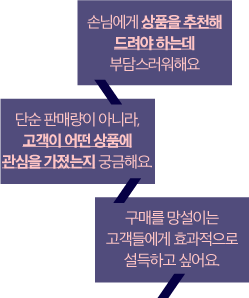 손님에게 상품을 추천해
드려야 하는데
부담스러워해요
단순 판매량이 아니라,
고객이 어떤 상품에
관심을 가졌는지 궁금해요.
구매를 망설이는
고객들에게 효과적으로
설득하고 싶어요.